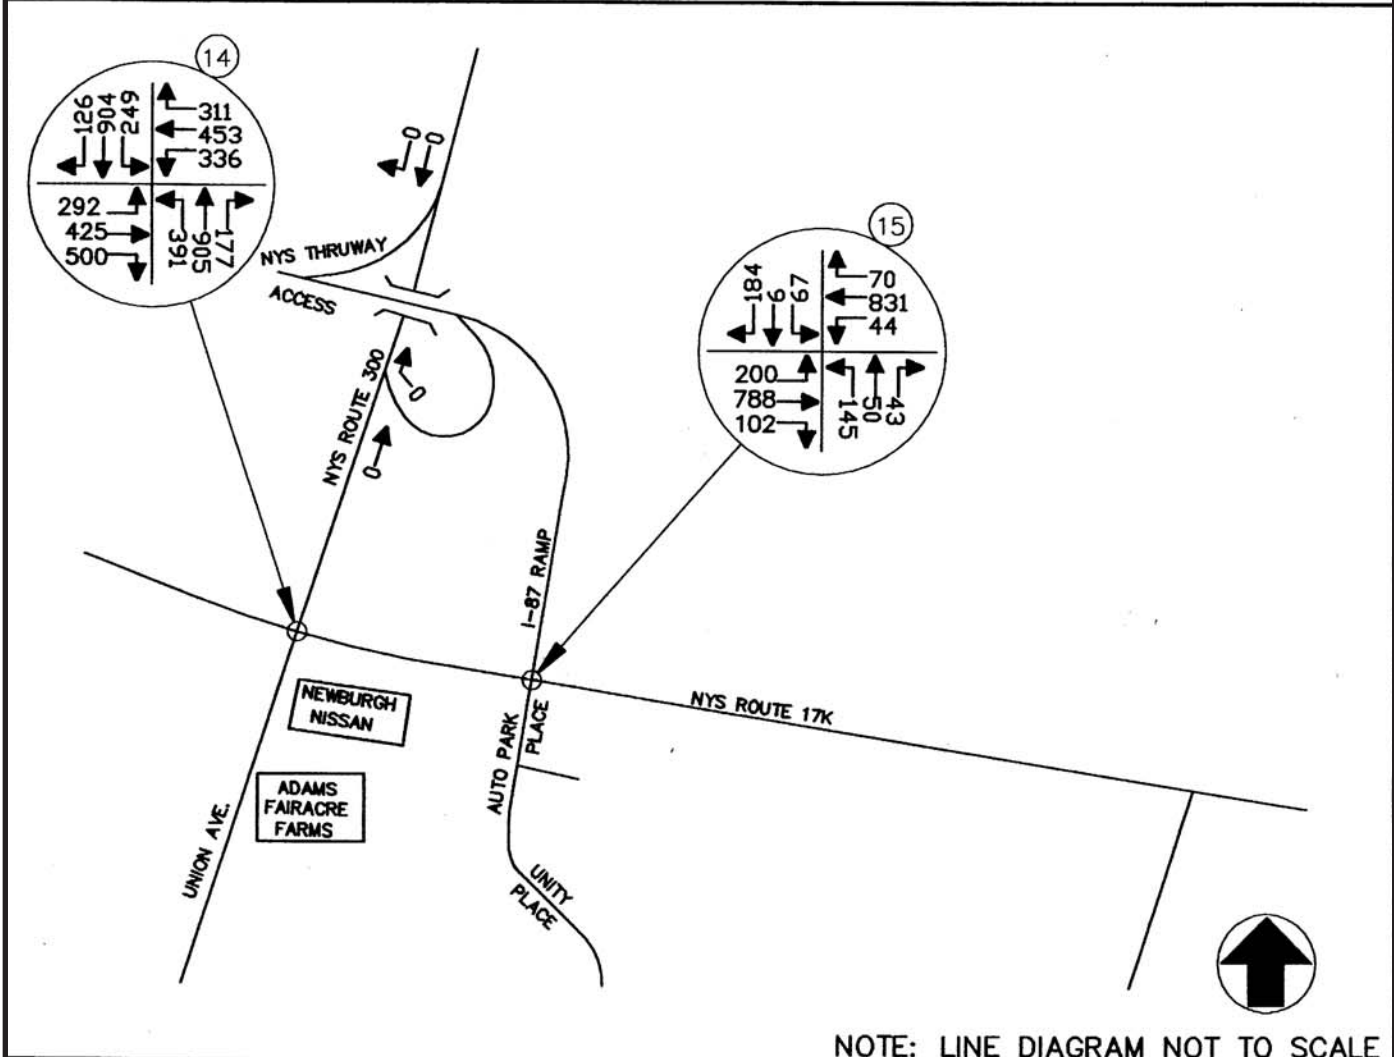 14
126
904
249
311
453
336
292
425
500
391
905
177
0
0
NYS THRUWAY
ACCESS
15
184
6
67
70
831
44
200
788
102
145
50
43
NYS ROUTE 300
0
0
I-87 RAMP
NEWBURGH
NISSAN
NYS ROUTE 17K
AUTO PARK
PLACE
ADAMS
FAIRACRE
FARMS
UNION AVE.
UNITY
PLACE
NOTE: LINE DIAGRAM NOT TO SCALE